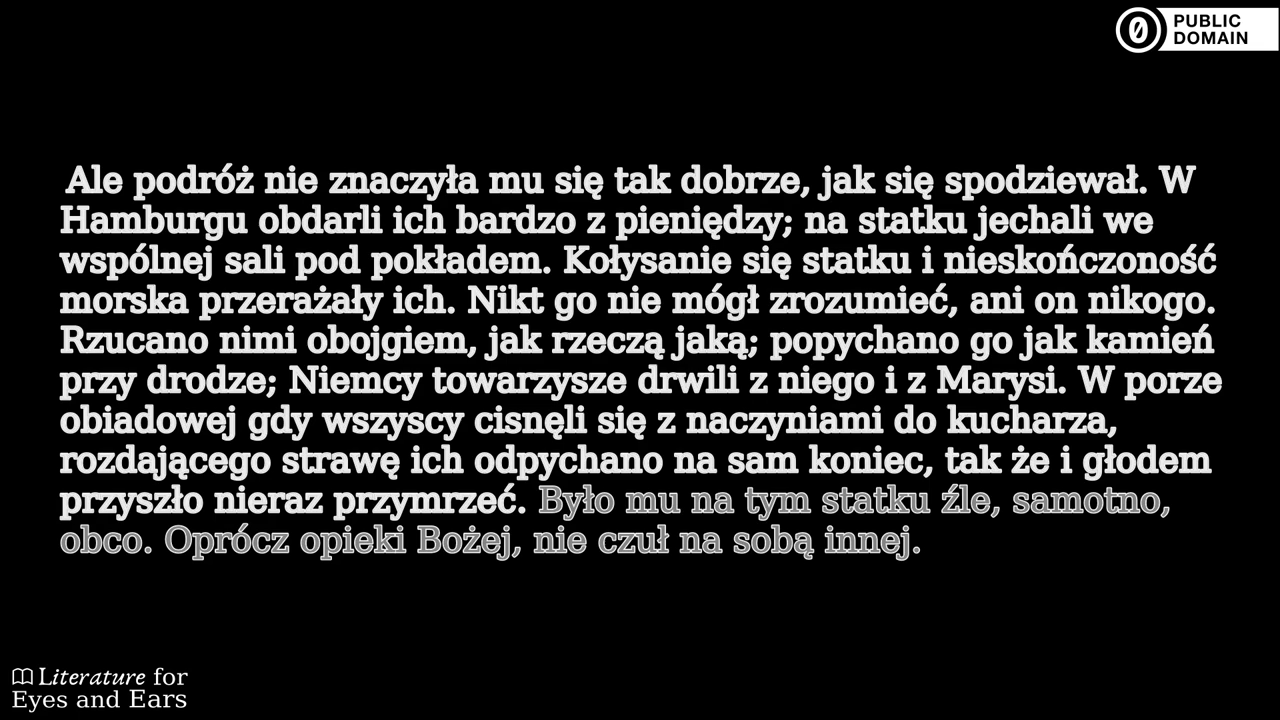 PUBLIC
DOMAIN
Ale podróż nie znaczyła mu się tak dobrze, jak się spodziewał. W
Hamburgu obdarli ich bardzo z pieniędzy; na statku jechali we
wspólnej sali pod pokładem. Kołysanie się statku i nieskończoność
morska przerażały ich. Nikt go nie mógł zrozumieć, ani on nikogo.
Rzucano nimi obojgiem, jak rzeczą jaką; popychano go jak kamień
przy drodze; Niemcy towarzysze drwili z niego i z Marysi. W porze
obiadowej gdy wszyscy cisnęli się z naczyniami do kucharza,
rozdającego strawę ich odpychano na sam koniec, tak że i głodem
przyszło nieraz przymrzeć. Było mu na tym statku źle, samotno,
obco. Oprócz opieki Bożej, nie czuł na sobą innej.
Literature for
Eyes and Ears